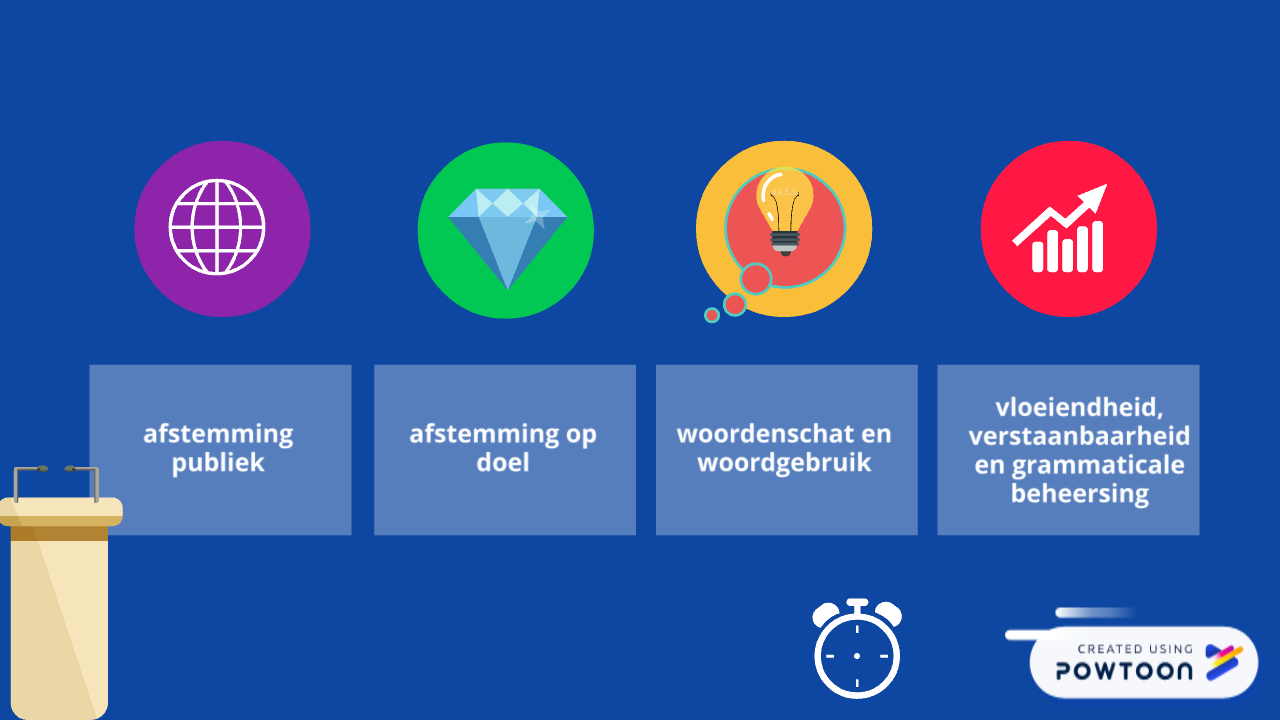 afstemming
publiek
afstemming op
doel
woordenschat en
woordgebruik
vloeiendheid,
verstaanbaarheid
en grammaticale
beheersing
CREATED USING
POWTOON